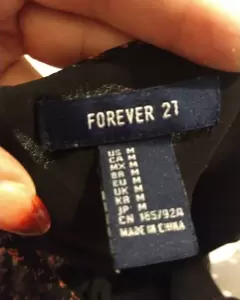 FOREVER 21
US M
CA M
MX M
BR M
EU M
UK M
KR M
JP M
CN 165/92A
MADE IN CHINA